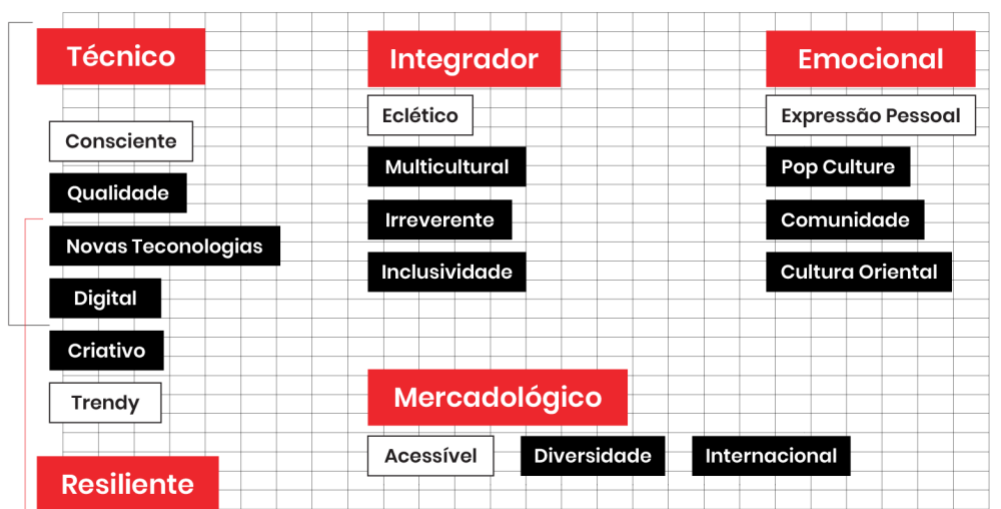 Técnico
Consciente
Qualidade
Novas Teconologias
Digital
Criativo
Trendy
Resiliente
Integrador
Eclético
Multicultural
Irreverente
Inclusividade
Emocional
Expressão Pessoal
Pop Culture
Comunidade
Cultura Oriental
Mercadológico
Acessível
Diversidade
Internacional